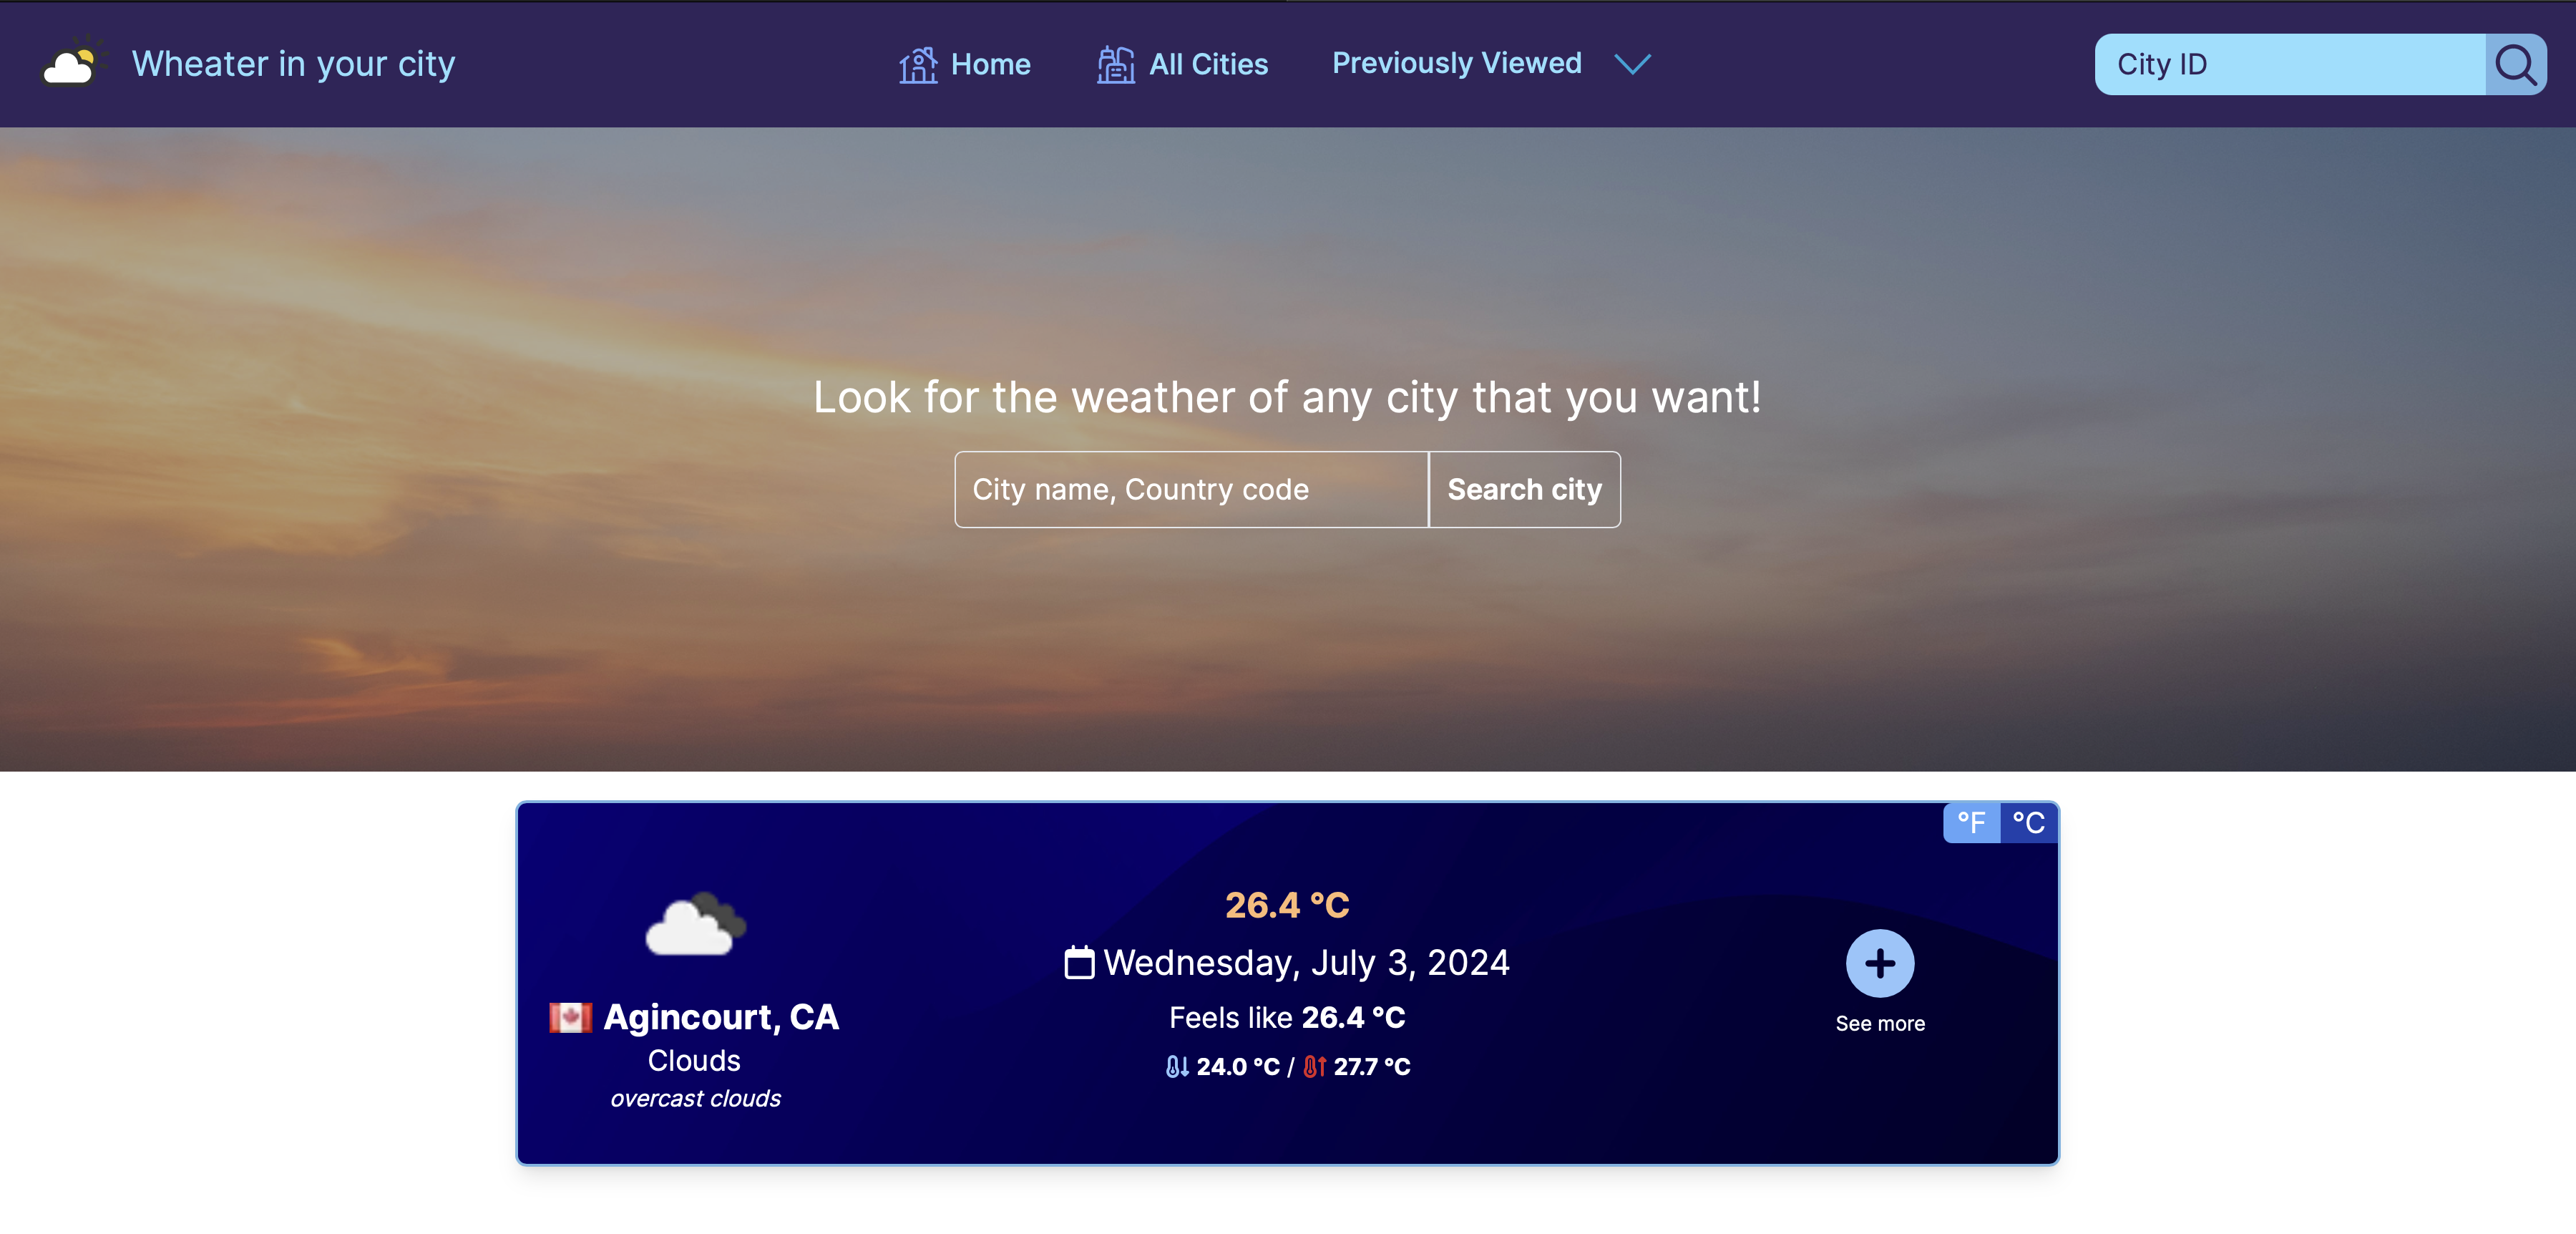 Wheater in your city
Home
All Cities
Previously Viewed
City ID
Look for the weather of any city that you want!
City name, Country code
Search city
°F
°C
26.4 °C
Wednesday, July 3, 2024
Feels like 26.4 °C
24.0 °C / 27.7 °C
Agincourt, CA
Clouds
overcast clouds
See more